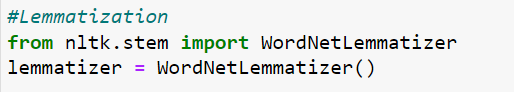 #Lemmatization
from nltk.stem import WordNetLemmatizer
lemmatizer = WordNetLemmatizer()